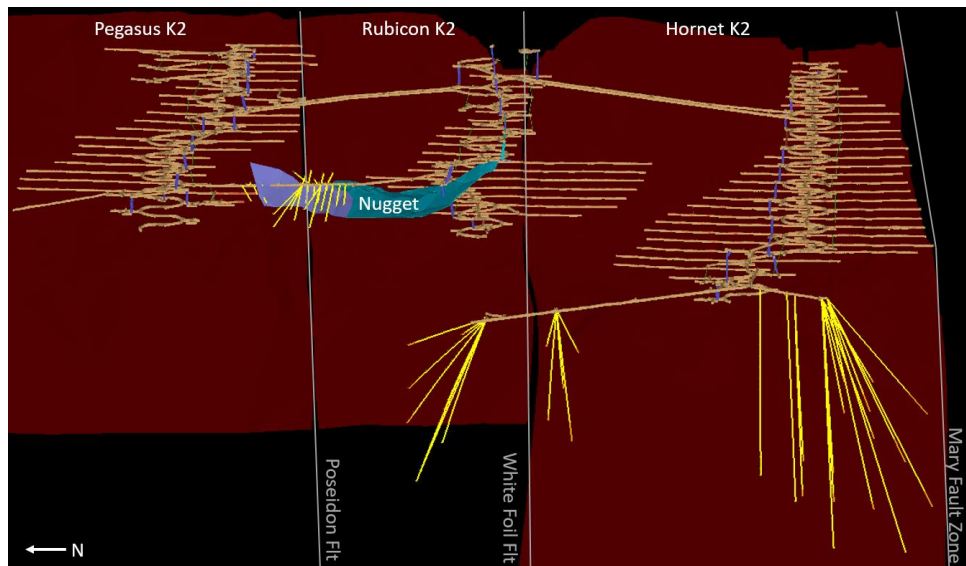 Pegasus K2
Rubicon K2
Hornet K2
Nugget
Poseidon Flt
White Foil Flt
Mary Fault Zone
N